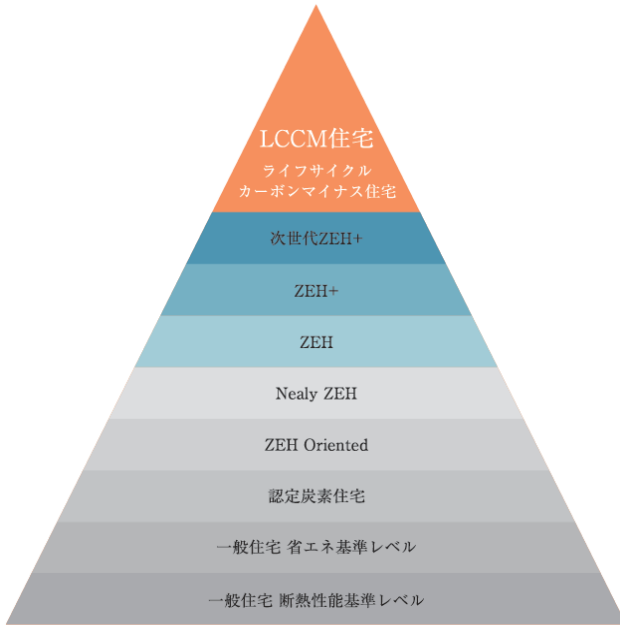 LCCM住宅
ライフサイクル
カーボンマイナス住宅
次世代ZEH+
ZEH+
ZEH
Nealy ZEH
ZEH Oriented
認定炭素住宅
一般住宅 省エネ基準レベル
一般住宅 断熱性能基準レベル